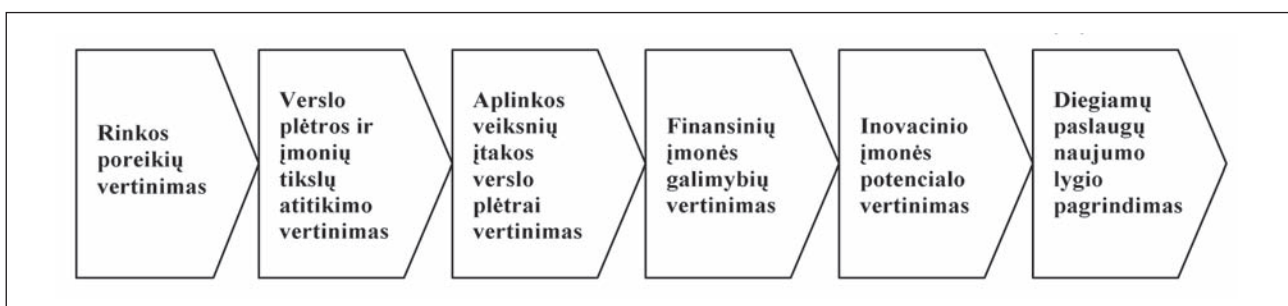 Rinkos
poreikių
vertinimas
Verslo
plėtros ir
įmonių
tikslų
atitikimo
vertinimas
Aplinkos
veiksnių
įtakos
verslo
plėtrai
vertinimas
Finansinių
įmonės
galimybių
vertinimas
Inovacinio
įmonės
potencialo
vertinimas
Diegiamų
paslaugų
naujumo
lygio
pagrindimas